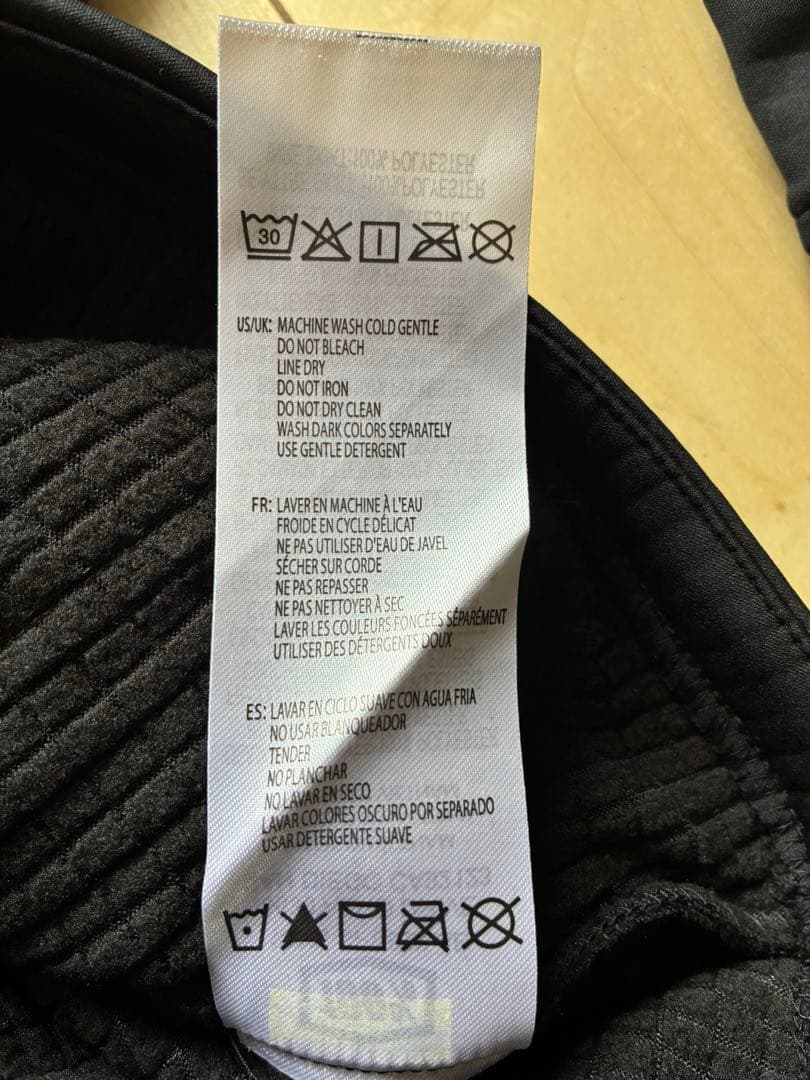 30
US/UK: MACHINE WASH COLD GENTLE
DO NOT BLEACH
LINE DRY
DO NOT IRON
DO NOT DRY CLEAN
WASH DARK COLORS SEPARATELY
USE GENTLE DETERGENT
FR: LAVER EN MACHINE À L'EAU
FROIDE EN CYCLE DÉLICAT
NE PAS UTILISER D'EAU DE JAVEL
SÉCHER SUR CORDE
NE PAS REPASSER
NE PAS NETTOYER À SEC
LAVER LES COULEURS FONCÉES SÉPARÉMENT
UTILISER DES DÉTERGENTS DOUX
ES: LAVAR EN CICLO SUAVE CON AGUA FRIA
NO USAR BLANQUEADOR
TENDER
NO PLANCHAR
NO LAVAR EN SECO
LAVAR COLORES OSCURO POR SEPARADO
USAR DETERGENTE SUAVE